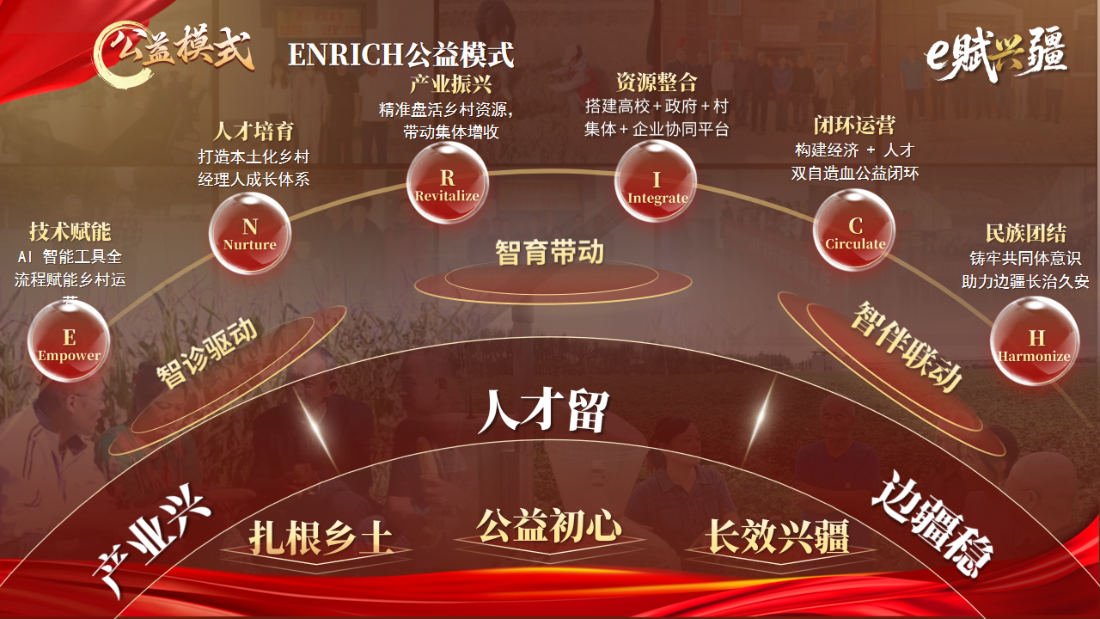 公益模式
ENRICH公益模式
e赋兴疆
产业振兴
精准盘活乡村资源，
带动集体增收
资源整合
搭建高校+政府+村
集体+企业协同平台
人才培育
打造本土化乡村
经理人成长体系
闭环运营
构建经济 + 人才
双自造血公益闭环
技术赋能
AI 智能工具全
流程赋能乡村运
营
民族团结
铸牢共同体意识
助力边疆长治久安
E
Empower
N
Nurture
R
Revitalize
I
Integrate
C
Circulate
H
Harmonize
智诊驱动
智育带动
智伴联动
产业兴
人才留
边疆稳
扎根乡土
公益初心
长效兴疆